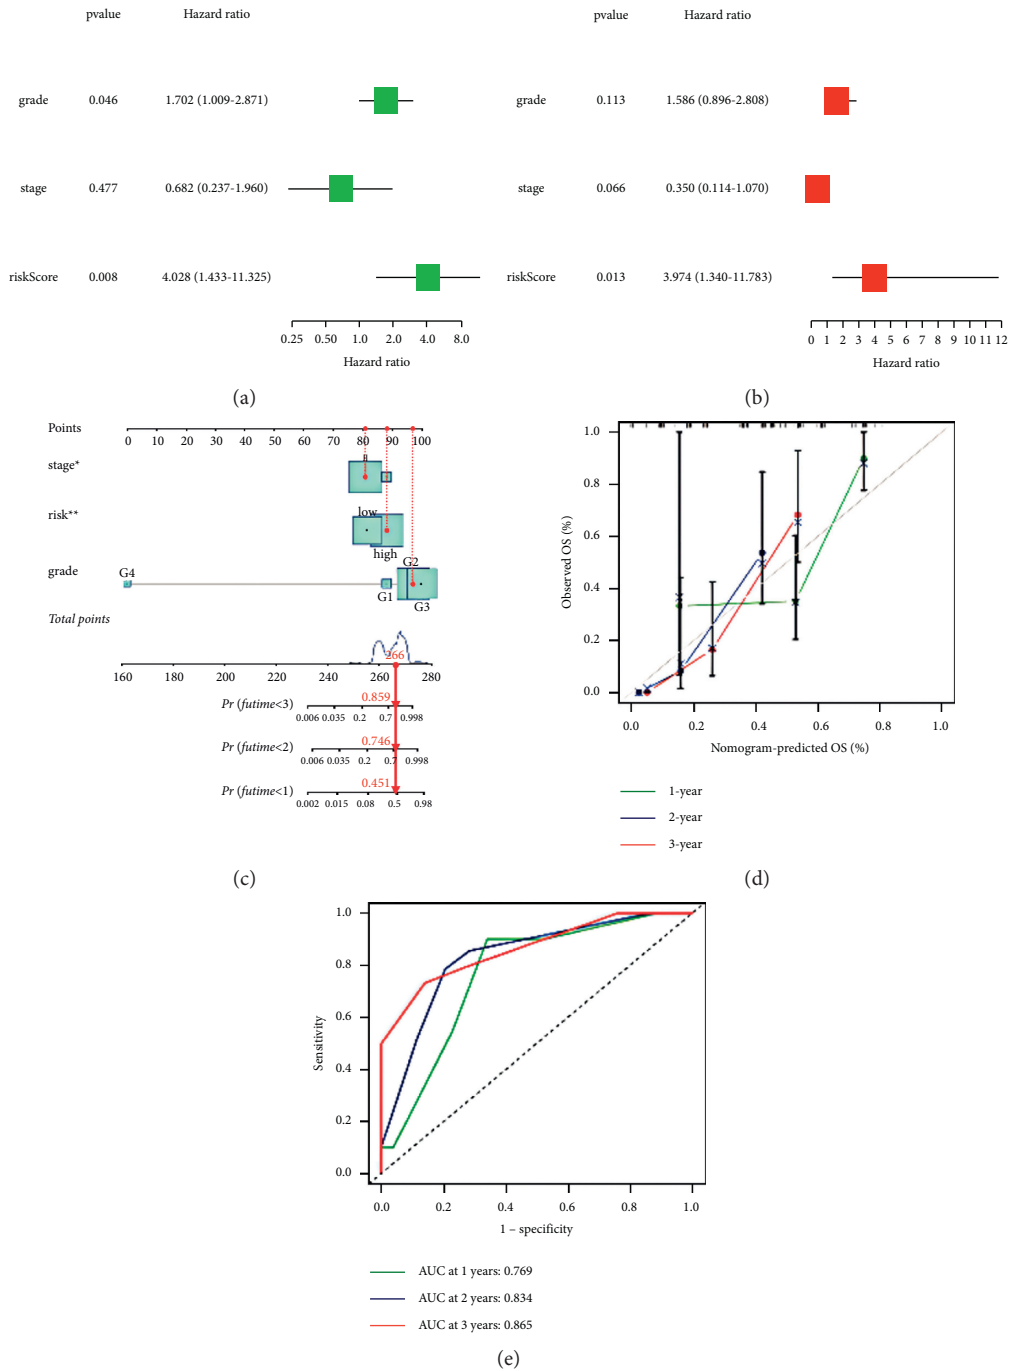 pvalue Hazard ratio
grade 0.046 1.702 (1.009-2.871)
stage 0.477 0.682 (0.237-1.960)
riskScore 0.008 4.028 (1.433-11.325)
0.25 0.50 1.0 2.0 4.0 8.0
Hazard ratio
(a)
pvalue Hazard ratio
grade 0.113 1.586 (0.896-2.808)
stage 0.066 0.350 (0.114-1.070)
riskScore 0.013 3.974 (1.340-11.783)
0 1 2 3 4 5 6 7 8 9 10 11 12
Hazard ratio
(b)
Points
0 10 20 30 40 50 60 70 80 90 100
stage*
risk**
low
high
grade
G4
G1
G2
G3
Total points
266
160 180 200 220 240 260 280
0.859
Pr (futime<3)
0.006 0.035 0.2 0.7 0.998
0.746
Pr (futime<2)
0.006 0.035 0.2 0.7 0.998
0.451
Pr (futime<1)
0.002 0.015 0.08 0.5 0.98
(c)
Observed OS (%)
1.0
0.8
0.6
0.4
0.2
0.0
0.0 0.2 0.4 0.6 0.8 1.0
Nomogram-predicted OS (%)
1-year
2-year
3-year
(d)
Sensitivity
1.0
0.8
0.6
0.4
0.2
0.0
0.0 0.2 0.4 0.6 0.8 1.0
1 – specificity
AUC at 1 years: 0.769
AUC at 2 years: 0.834
AUC at 3 years: 0.865
(e)